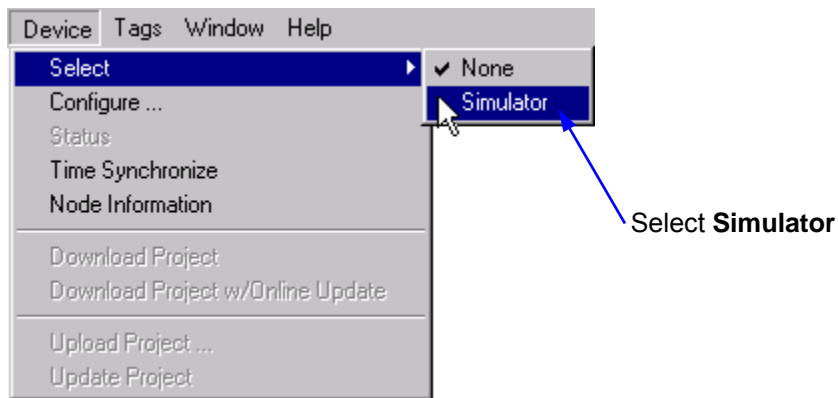 Device Tags Window Help
Select
None
Simulator
Configure ...
Status
Time Synchronize
Node Information
Select Simulator
Download Project
Download Project w/Online Update
Upload Project ...
Update Project